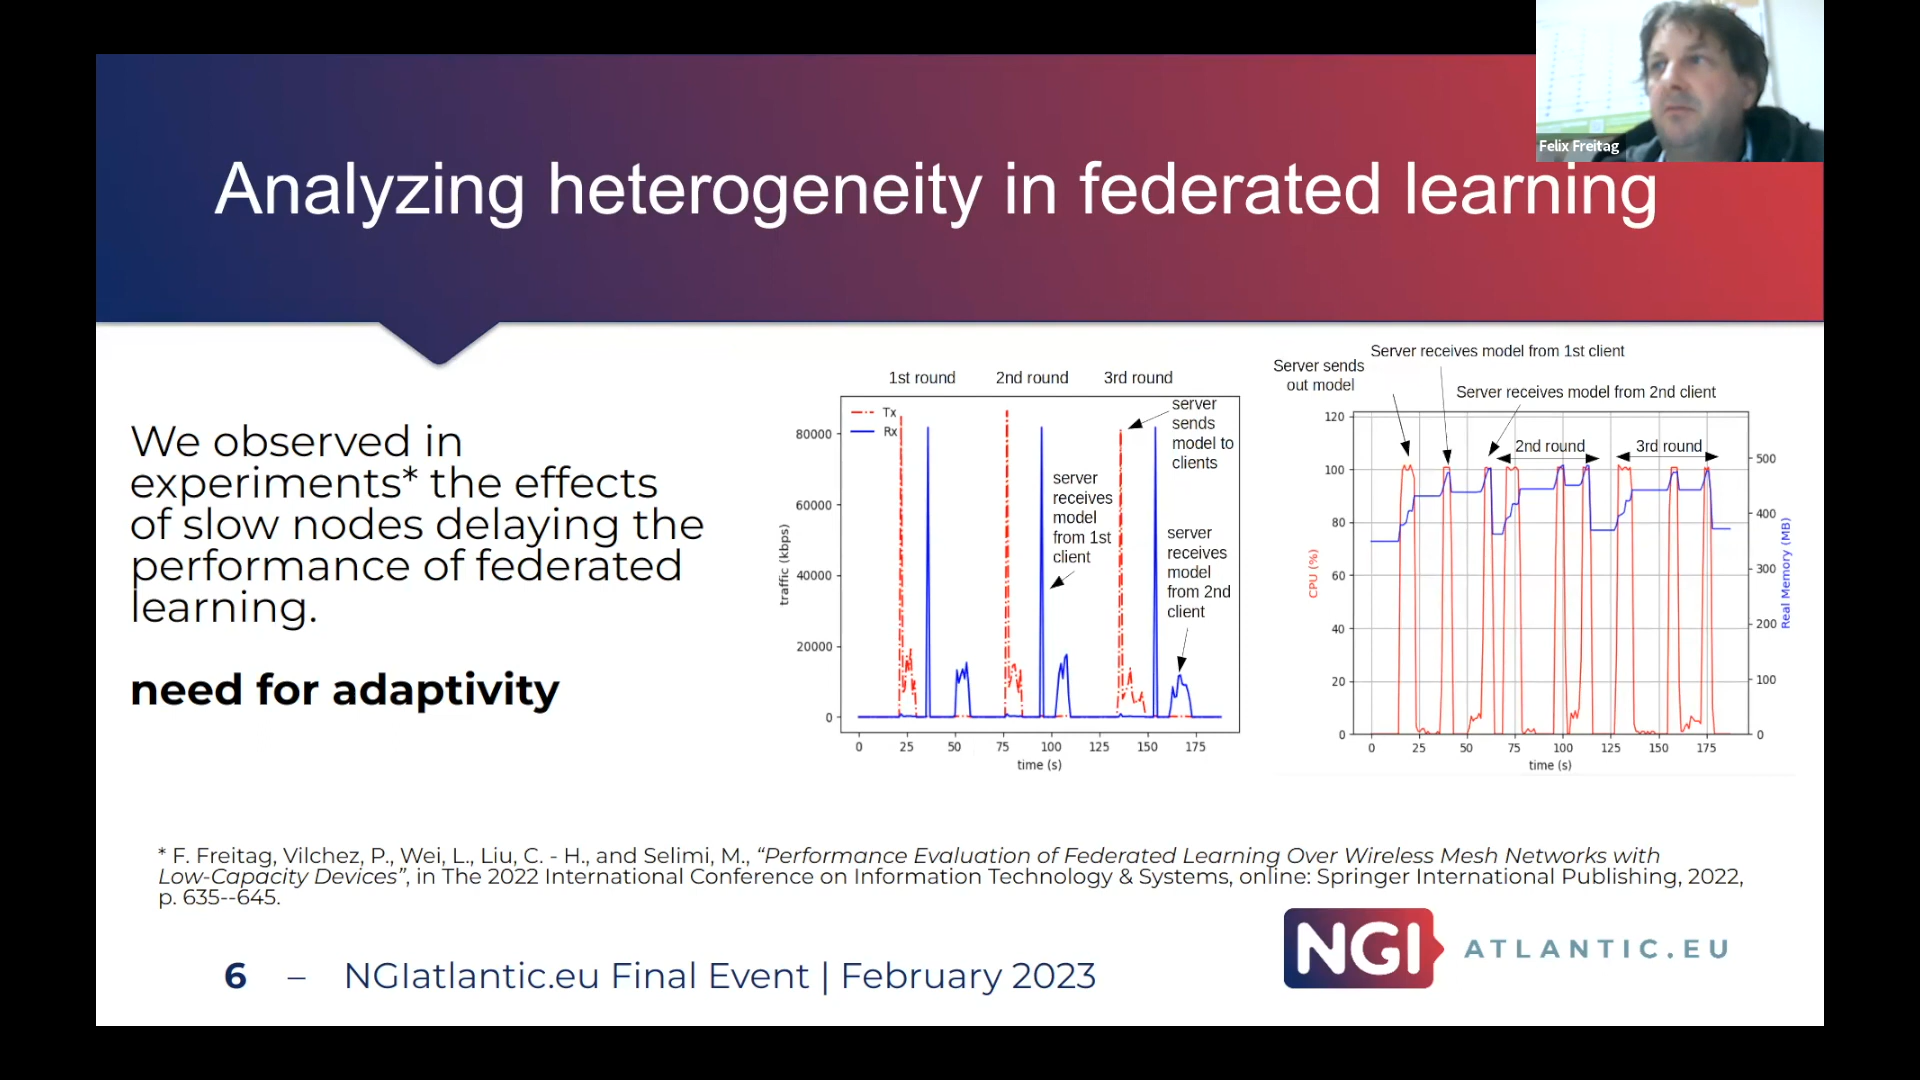 Felix Freitag
Analyzing heterogeneity in federated learning
We observed in
experiments* the effects
of slow nodes delaying the
performance of federated
learning.
need for adaptivity
1st round
2nd round
3rd round
Tx
Rx
server
sends
model to
clients
server
receives
model
from 1st
client
server
receives
model
from 2nd
client
traffic (kbps)
80000
60000
40000
20000
0
0 25 50 75 100 125 150 175
time (s)
Server receives model from 1st client
Server sends
out model
Server receives model from 2nd client
2nd round
3rd round
CPU (%)
120
100
80
60
40
20
0
500
400
300
200
100
0
Real Memory (MB)
0 25 50 75 100 125 150 175
time (s)
* F. Freitag, Vilchez, P., Wei, L., Liu, C. - H., and Selimi, M., “Performance Evaluation of Federated Learning Over Wireless Mesh Networks with
Low-Capacity Devices”, in The 2022 International Conference on Information Technology & Systems, online: Springer International Publishing, 2022,
p. 635--645.
6 – NGIatlantic.eu Final Event | February 2023
NGI ATLANTIC.EU